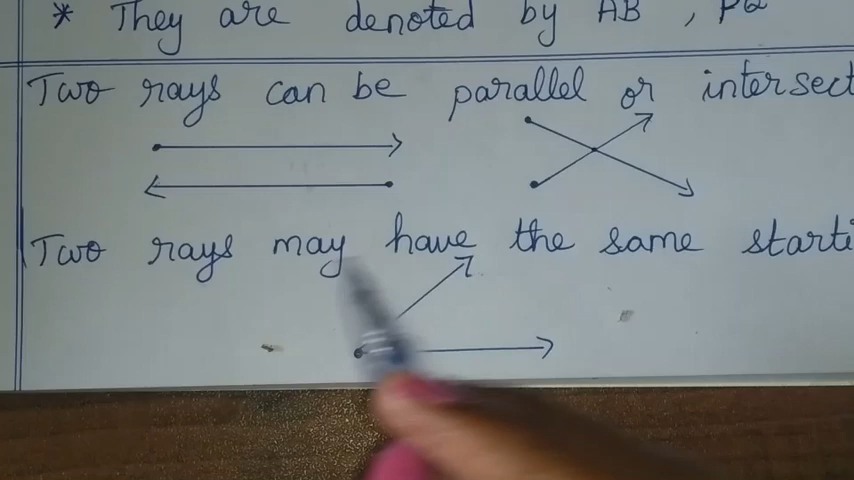 * They are denoted by AB , PQ
Two rays can be parallel or intersect
Two rays may have the same starti